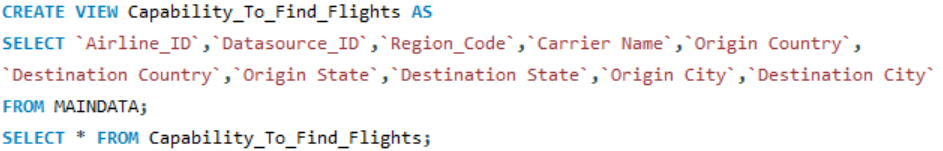 CREATE VIEW Capability_To_Find_Flights AS
SELECT `Airline_ID`,`Datasource_ID`,`Region_Code`,`Carrier Name`,`Origin Country`,
`Destination Country`,`Origin State`,`Destination State`,`Origin City`,`Destination City`
FROM MAINDATA;
SELECT * FROM Capability_To_Find_Flights;